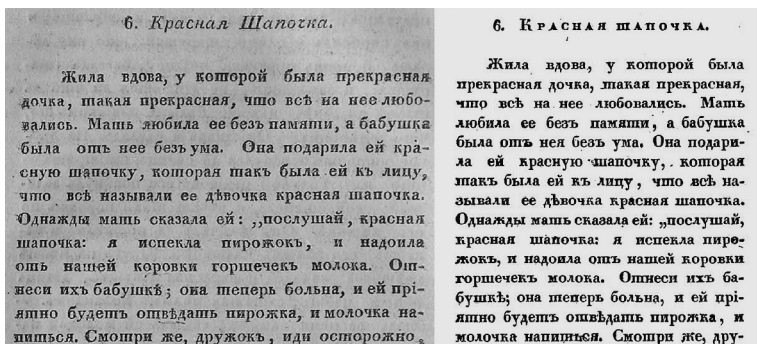 6. Красная Шапочка.
Жила вдова, у которой была прекрасная
дочка, такая прекрасная, что всѣ на нее любо-
вались. Мать любила ее безъ памяти, а бабушка
была отъ нее безъ ума. Она подарила ей кра-
сную шапочку, которая такъ была ей къ лицу,
что всѣ называли ее дѣвочка красная шапочка.
Однажды мать сказала ей: „послушай, красная
шапочка: я испекла пирожокъ, и надоила
отъ нашей коровки горшечекъ молока. От-
неси ихъ бабушкѣ; она теперь больна, и ей прі-
ятно будетъ отвѣдать пирожка, и молочка на-
питься. Смотри же, дружокъ, иди осторожно,
6. Красная шапочка.
Жила вдова, у которой была
прекрасная дочка, такая прекрасная,
что всѣ на нее любовались. Мать
любила ее безъ памяти, а бабушка
была отъ нея безъ ума. Она подари-
ла ей красную шапочку, которая
такъ была ей къ лицу, что всѣ на-
зывали ее дѣвочка красная шапочка.
Однажды мать сказала ей: „послушай,
красная шапочка: я испекла пиро-
жокъ, и надоила отъ нашей коровки
горшечекъ молока. Отнеси ихъ ба-
бушкѣ; она теперь больна, и ей прі-
ятно будетъ отвѣдать пирожка, и
молочка напиться. Смотри же, дру-